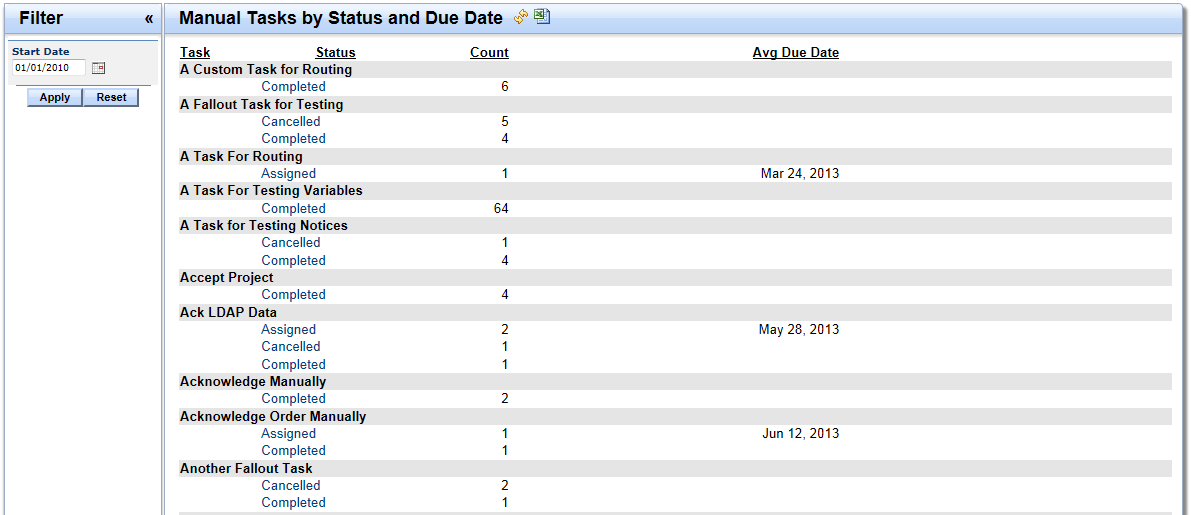 Filter «
Start Date
01/01/2010
Apply Reset
Manual Tasks by Status and Due Date
Task Status Count Avg Due Date
A Custom Task for Routing
Completed 6
A Fallout Task for Testing
Cancelled 5
Completed 4
A Task For Routing
Assigned 1 Mar 24, 2013
A Task For Testing Variables
Completed 64
A Task for Testing Notices
Cancelled 1
Completed 4
Accept Project
Completed 4
Ack LDAP Data
Assigned 2 May 28, 2013
Cancelled 1
Completed 1
Acknowledge Manually
Completed 2
Acknowledge Order Manually
Assigned 1 Jun 12, 2013
Completed 1
Another Fallout Task
Cancelled 2
Completed 1